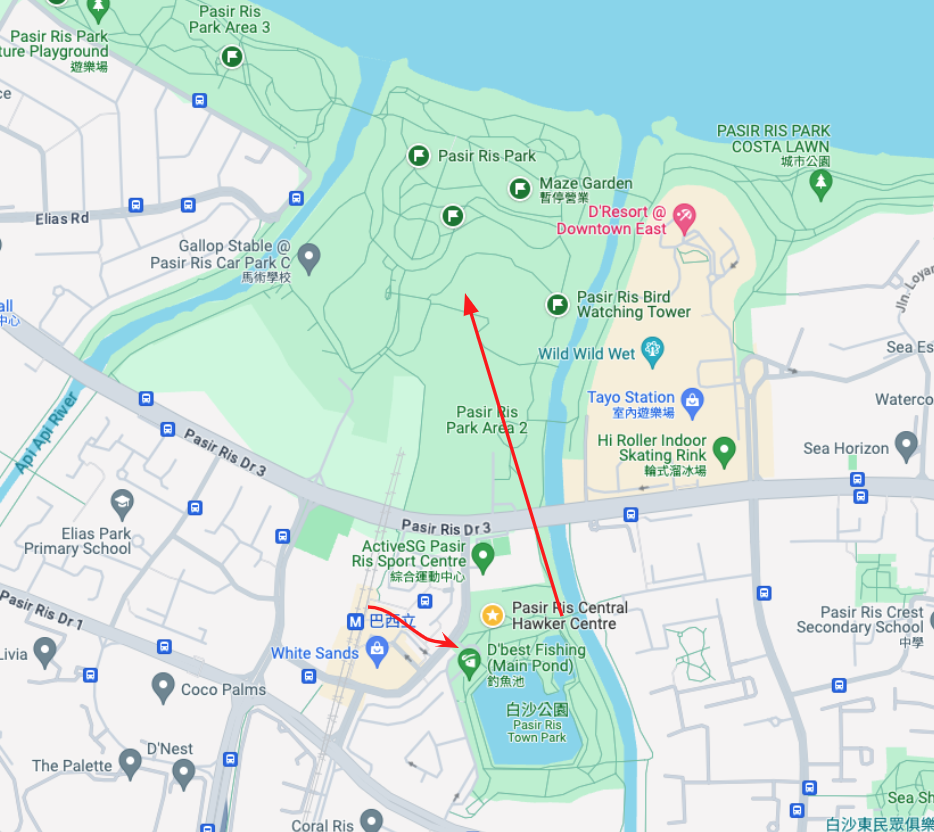 Pasir Ris
Park Area 3
Pasir Ris Park
ture Playground
遊樂場
ce
PASIR RIS PARK
COSTA LAWN
城市公園
Pasir Ris Park
Maze Garden
暫停營業
D'Resort @
Downtown East
Elias Rd
Gallop Stable @
Pasir Ris Car Park C
馬術學校
Jln. Loyan
all
中心
Pasir Ris Bird
Watching Tower
Wild Wild Wet
Sea Es
Tayo Station
室內遊樂場
Waterco
Pasir Ris
Park Area 2
Api Api River
Pasir Ris Dr 3
Hi Roller Indoor
Skating Rink
輪式溜冰場
Sea Horizon
Elias Park
Primary School
Pasir Ris Dr 3
ActiveSG Pasir
Ris Sport Centre
綜合運動中心
Pasir Ris Dr 1
M 巴西立
Pasir Ris Central
Hawker Centre
Pasir Ris Crest
Secondary School
中學
Livia
White Sands
D'best Fishing
(Main Pond)
釣魚池
Coco Palms
白沙公園
Pasir Ris
Town Park
D'Nest
The Palette
Coral Ris
Sea Sh
白沙東民眾俱樂